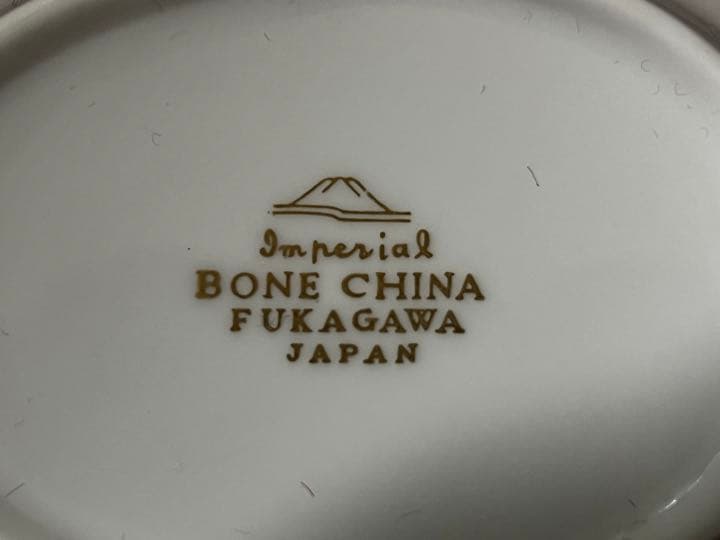 Imperial
BONE CHINA
FUKAGAWA
JAPAN